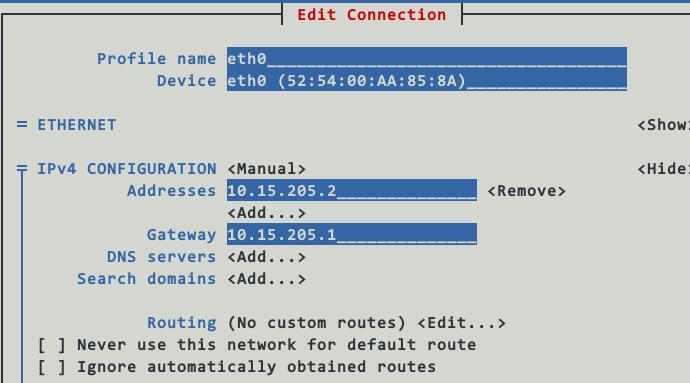 Edit Connection
Profile name eth0
Device eth0 (52:54:00:AA:85:8A)
= ETHERNET <Show
= IPv4 CONFIGURATION <Manual> <Hide
Addresses 10.15.205.2 <Remove>
<Add...>
Gateway 10.15.205.1
DNS servers <Add...>
Search domains <Add...>
Routing (No custom routes) <Edit...>
[ ] Never use this network for default route
[ ] Ignore automatically obtained routes